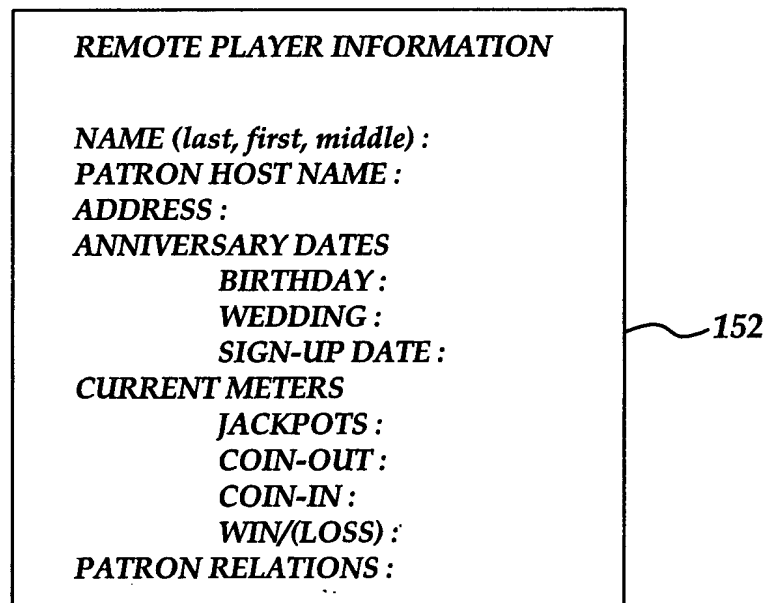 REMOTE PLAYER INFORMATION
NAME (last, first, middle) :
PATRON HOST NAME :
ADDRESS :
ANNIVERSARY DATES
BIRTHDAY :
WEDDING :
SIGN-UP DATE :
152
CURRENT METERS
JACKPOTS :
COIN-OUT :
COIN-IN :
WIN/(LOSS) :
PATRON RELATIONS :